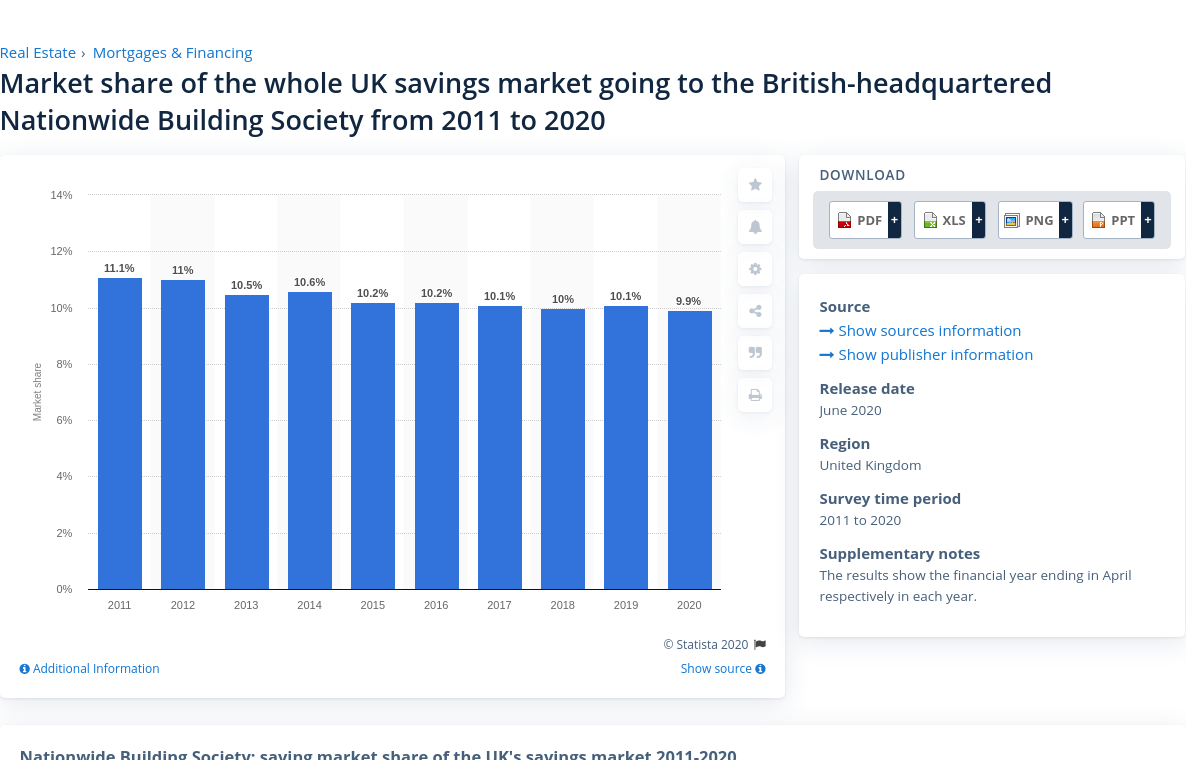 Real Estate › Mortgages & Financing
Market share of the whole UK savings market going to the British-headquartered
Nationwide Building Society from 2011 to 2020
14%
12%
10%
8%
6%
4%
2%
0%
Market share
11.1%
11%
10.5%
10.6%
10.2%
10.2%
10.1%
10%
10.1%
9.9%
2011
2012
2013
2014
2015
2016
2017
2018
2019
2020
© Statista 2020
Additional Information
Show source
DOWNLOAD
PDF +
XLS +
PNG +
PPT +
Source
Show sources information
Show publisher information
Release date
June 2020
Region
United Kingdom
Survey time period
2011 to 2020
Supplementary notes
The results show the financial year ending in April
respectively in each year.
Nationwide Building Society: saving market share of the UK's savings market 2011-2020